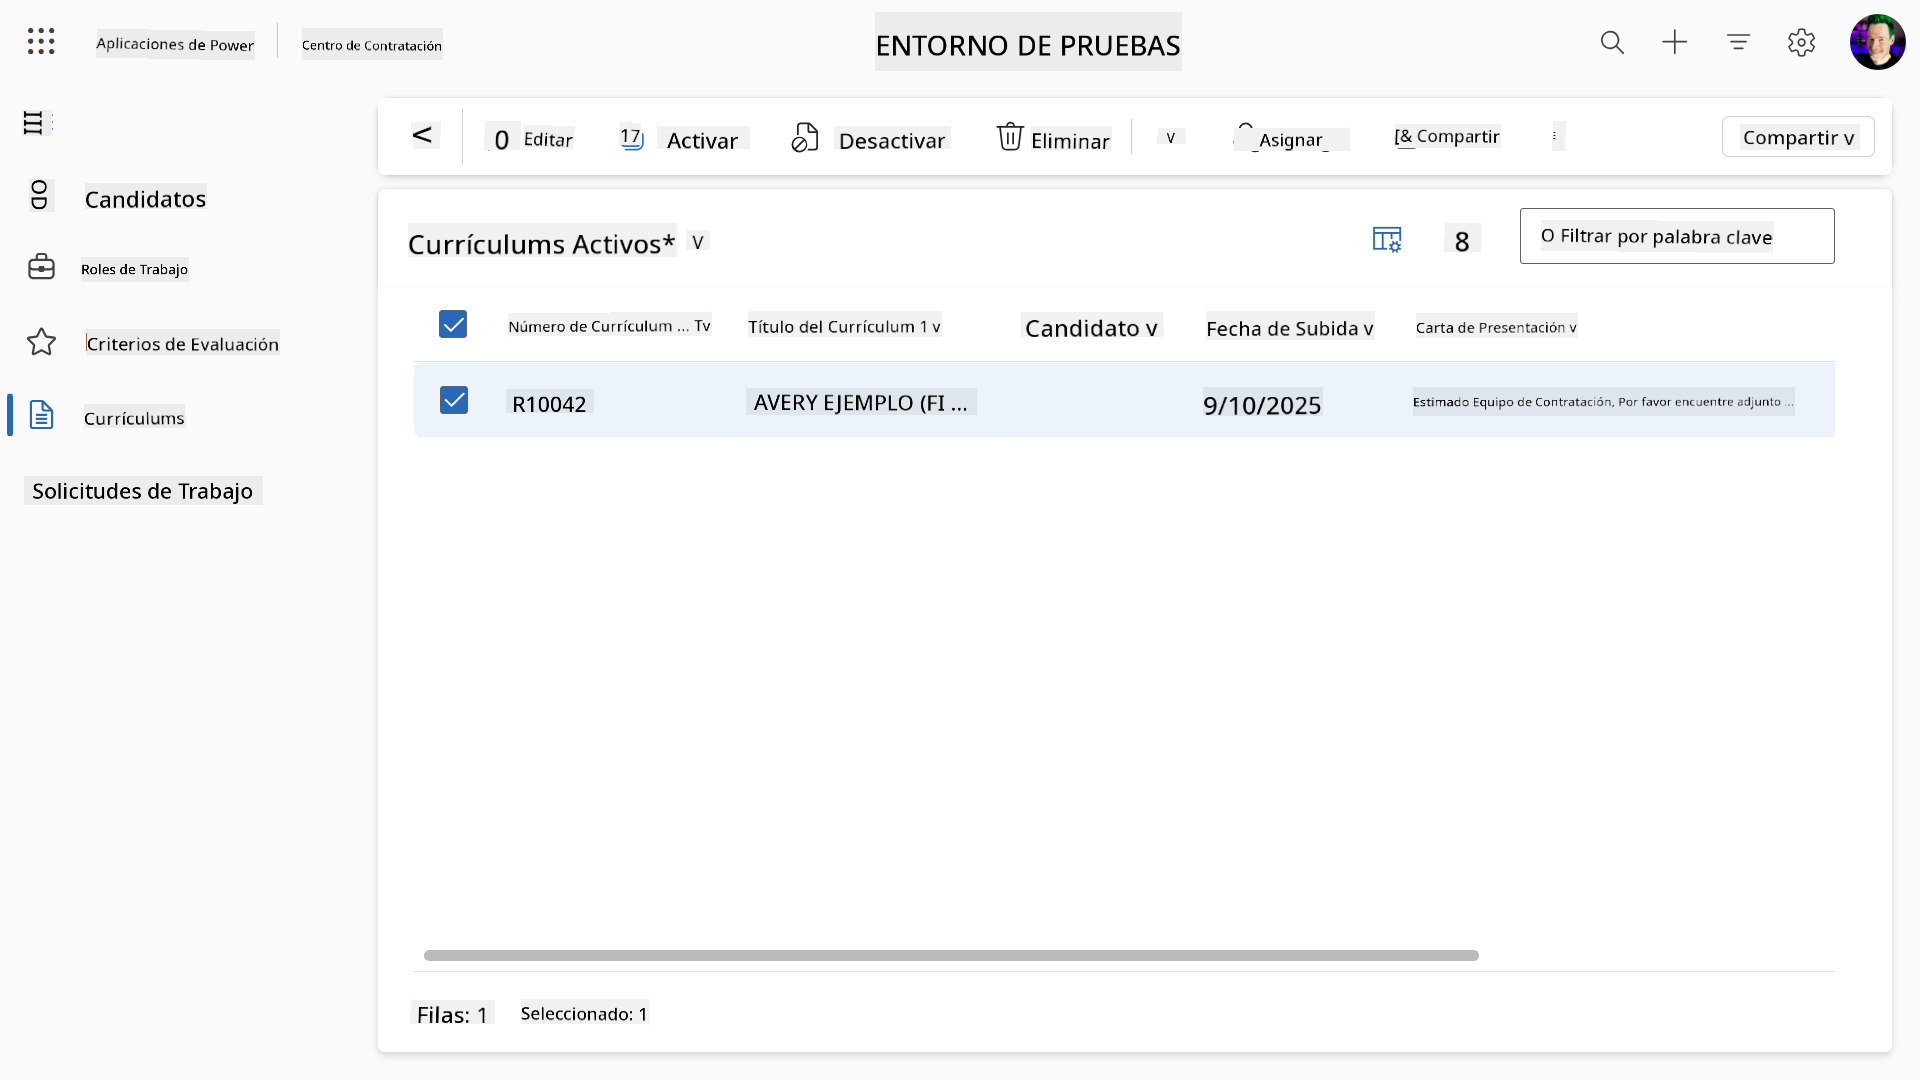 Aplicaciones de Power
Centro de Contratación
ENTORNO DE PRUEBAS
< 0 Editar 17 Activar Desactivar Eliminar v Asignar [& Compartir Compartir v
Candidatos
Roles de Trabajo
Criterios de Evaluación
Currículums
Solicitudes de Trabajo
Currículums Activos* V
8
O Filtrar por palabra clave
Número de Currículum ... Tv Título del Currículum 1 v Candidato v Fecha de Subida v Carta de Presentación v
R10042 AVERY EJEMPLO (FI ... 9/10/2025 Estimado Equipo de Contratación, Por favor encuentre adjunto ...
Filas: 1 Seleccionado: 1